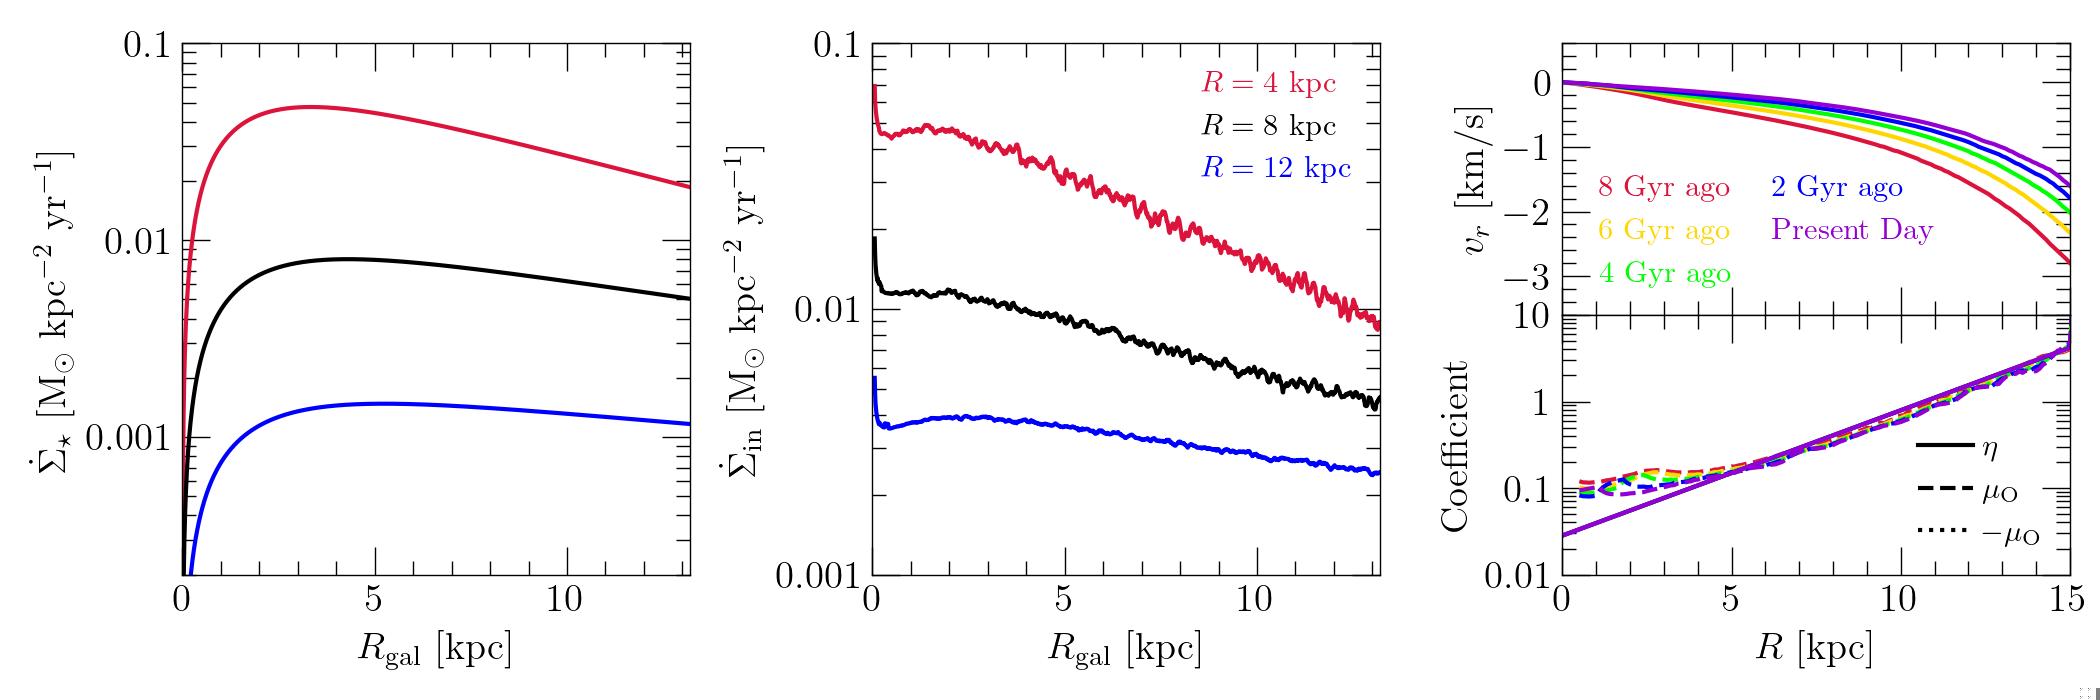 0.1
0.01
0.001
Σ̇⋆ [M⊙ kpc−2 yr−1]
0 5 10
Rgal [kpc]
0.1
0.01
0.001
Σ̇in [M⊙ kpc−2 yr−1]
R = 4 kpc
R = 8 kpc
R = 12 kpc
0 5 10
Rgal [kpc]
0
−1
−2
−3
vr [km/s]
8 Gyr ago
6 Gyr ago
4 Gyr ago
2 Gyr ago
Present Day
10
1
0.1
0.01
Coefficient
η
μO
−μO
0 5 10 15
R [kpc]